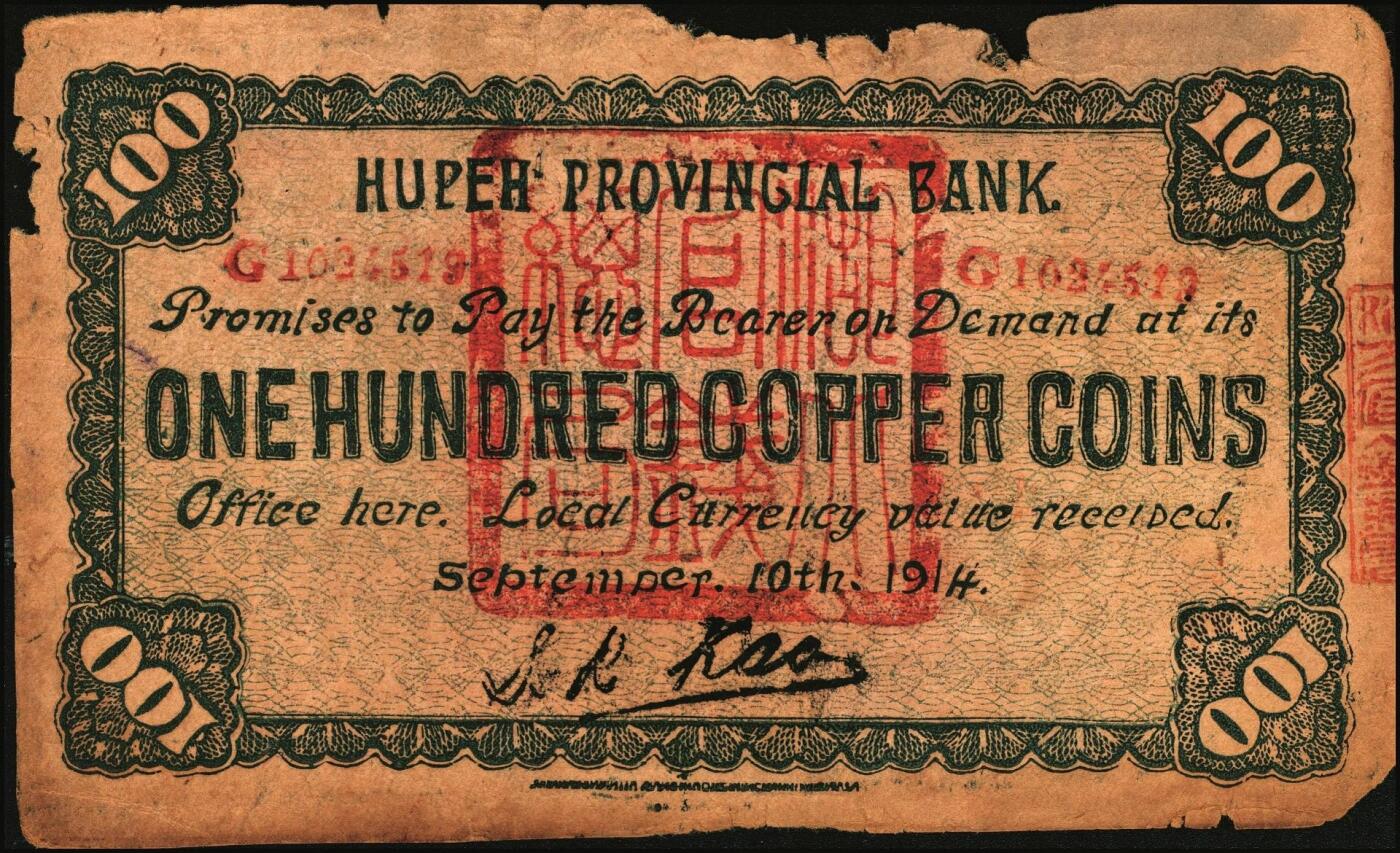 100 100
HUPEH PROVINCIAL BANK.
Promises to Pay the Bearer on Demand at its
ONE HUNDRED COPPER COINS
Office here. Local Currency value received.
September. 10th. 1914.
S. R Kao
100 100